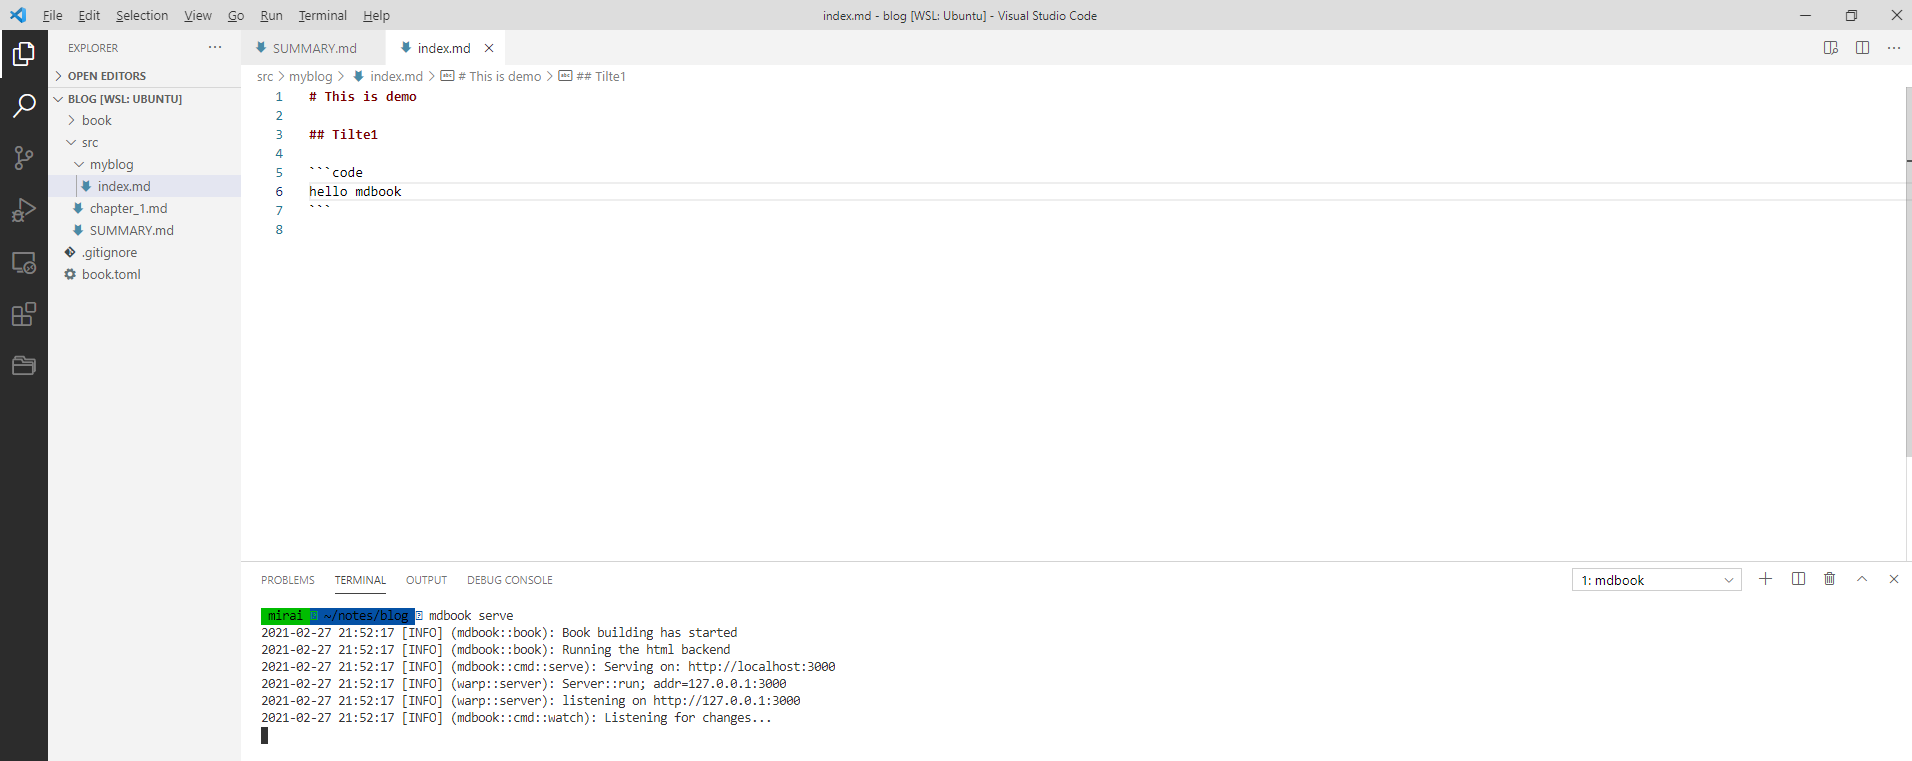 File Edit Selection View Go Run Terminal Help index.md - blog [WSL: Ubuntu] - Visual Studio Code
EXPLORER
OPEN EDITORS
BLOG [WSL: UBUNTU]
book
src
myblog
index.md
chapter_1.md
SUMMARY.md
.gitignore
book.toml
SUMMARY.md index.md
src > myblog > index.md > # This is demo > ## Tilte1
1 # This is demo
2
3 ## Tilte1
4
5 ```code
6 hello mdbook
7 ```
8
PROBLEMS TERMINAL OUTPUT DEBUG CONSOLE 1: mdbook
mirai ~/notes/blog mdbook serve
2021-02-27 21:52:17 [INFO] (mdbook::book): Book building has started
2021-02-27 21:52:17 [INFO] (mdbook::book): Running the html backend
2021-02-27 21:52:17 [INFO] (mdbook::cmd::serve): Serving on: http://localhost:3000
2021-02-27 21:52:17 [INFO] (warp::server): Server::run; addr=127.0.0.1:3000
2021-02-27 21:52:17 [INFO] (warp::server): listening on http://127.0.0.1:3000
2021-02-27 21:52:17 [INFO] (mdbook::cmd::watch): Listening for changes...